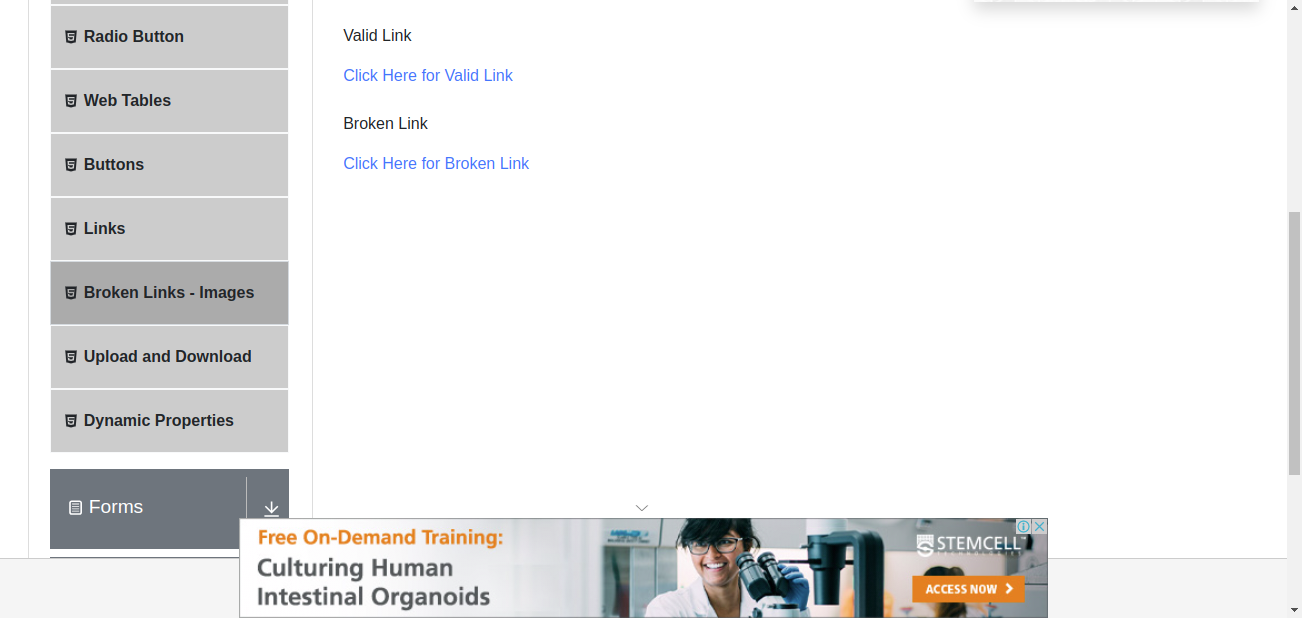 Radio Button
Web Tables
Buttons
Links
Broken Links - Images
Upload and Download
Dynamic Properties
Forms
Valid Link
Click Here for Valid Link
Broken Link
Click Here for Broken Link
Free On-Demand Training:
Culturing Human
Intestinal Organoids
STEMCELL™
TECHNOLOGIES
ACCESS NOW